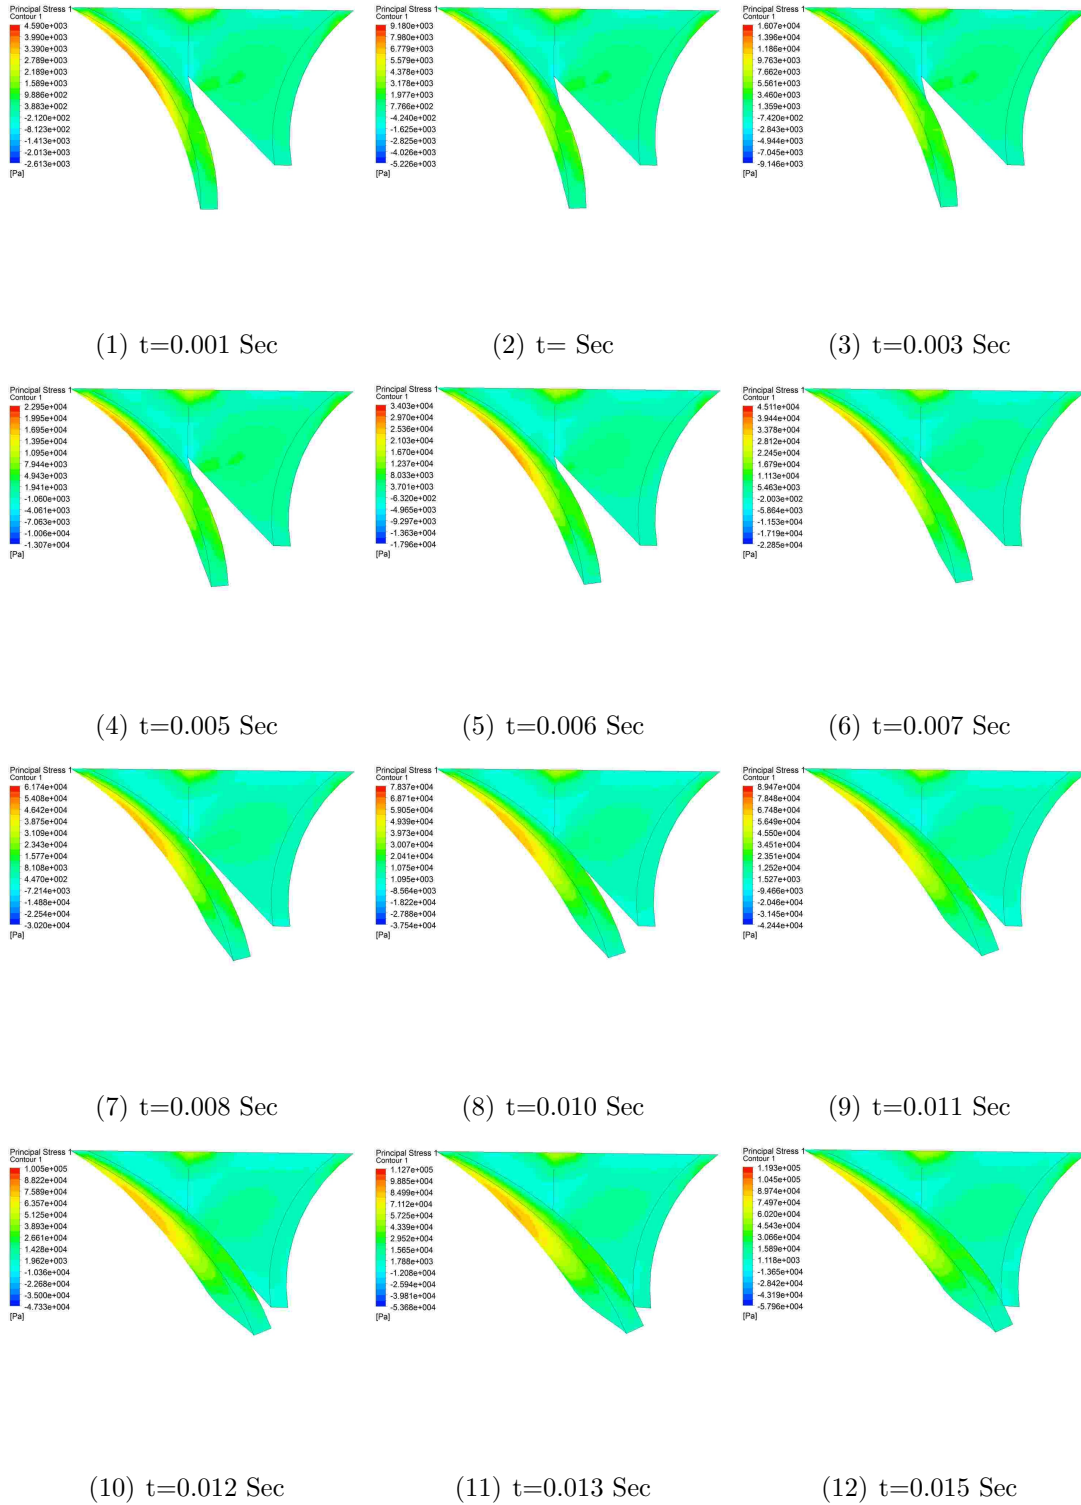 Principal Stress 1
Contour 1
4.590e+003
3.990e+003
3.390e+003
2.789e+003
2.189e+003
1.589e+003
9.886e+002
3.883e+002
-2.120e+002
-8.123e+002
-1.413e+003
-2.013e+003
-2.613e+003
[Pa]
(1) t=0.001 Sec
Principal Stress 1
Contour 1
9.180e+003
7.980e+003
6.779e+003
5.579e+003
4.378e+003
3.178e+003
1.977e+003
7.766e+002
-4.240e+002
-1.625e+003
-2.825e+003
-4.026e+003
-5.226e+003
[Pa]
(2) t= Sec
Principal Stress 1
Contour 1
1.607e+004
1.396e+004
1.186e+004
9.763e+003
7.662e+003
5.561e+003
3.460e+003
1.359e+003
-7.420e+002
-2.843e+003
-4.944e+003
-7.045e+003
-9.146e+003
[Pa]
(3) t=0.003 Sec
Principal Stress 1
Contour 1
2.295e+004
1.995e+004
1.695e+004
1.395e+004
1.095e+004
7.944e+003
4.943e+003
1.941e+003
-1.060e+003
-4.061e+003
-7.063e+003
-1.006e+004
-1.307e+004
[Pa]
(4) t=0.005 Sec
Principal Stress 1
Contour 1
3.403e+004
2.970e+004
2.536e+004
2.103e+004
1.670e+004
1.237e+004
8.033e+003
3.701e+003
-6.320e+002
-4.965e+003
-9.297e+003
-1.363e+004
-1.796e+004
[Pa]
(5) t=0.006 Sec
Principal Stress 1
Contour 1
4.511e+004
3.944e+004
3.378e+004
2.812e+004
2.245e+004
1.679e+004
1.113e+004
5.463e+003
-2.003e+002
-5.864e+003
-1.153e+004
-1.719e+004
-2.285e+004
[Pa]
(6) t=0.007 Sec
Principal Stress 1
Contour 1
6.174e+004
5.408e+004
4.642e+004
3.875e+004
3.109e+004
2.343e+004
1.577e+004
8.108e+003
4.470e+002
-7.214e+003
-1.488e+004
-2.254e+004
-3.020e+004
[Pa]
(7) t=0.008 Sec
Principal Stress 1
Contour 1
7.837e+004
6.871e+004
5.905e+004
4.939e+004
3.973e+004
3.007e+004
2.041e+004
1.075e+004
1.095e+003
-8.564e+003
-1.822e+004
-2.788e+004
-3.754e+004
[Pa]
(8) t=0.010 Sec
Principal Stress 1
Contour 1
8.947e+004
7.848e+004
6.748e+004
5.649e+004
4.550e+004
3.451e+004
2.351e+004
1.252e+004
1.527e+003
-9.466e+003
-2.046e+004
-3.145e+004
-4.244e+004
[Pa]
(9) t=0.011 Sec
Principal Stress 1
Contour 1
1.005e+005
8.822e+004
7.589e+004
6.357e+004
5.125e+004
3.893e+004
2.661e+004
1.428e+004
1.962e+003
-1.036e+004
-2.268e+004
-3.500e+004
-4.733e+004
[Pa]
(10) t=0.012 Sec
Principal Stress 1
Contour 1
1.127e+005
9.885e+004
8.499e+004
7.112e+004
5.725e+004
4.339e+004
2.952e+004
1.565e+004
1.788e+003
-1.208e+004
-2.594e+004
-3.981e+004
-5.368e+004
[Pa]
(11) t=0.013 Sec
Principal Stress 1
Contour 1
1.193e+005
1.045e+005
8.974e+004
7.497e+004
6.020e+004
4.543e+004
3.066e+004
1.589e+004
1.118e+003
-1.365e+004
-2.842e+004
-4.319e+004
-5.796e+004
[Pa]
(12) t=0.015 Sec